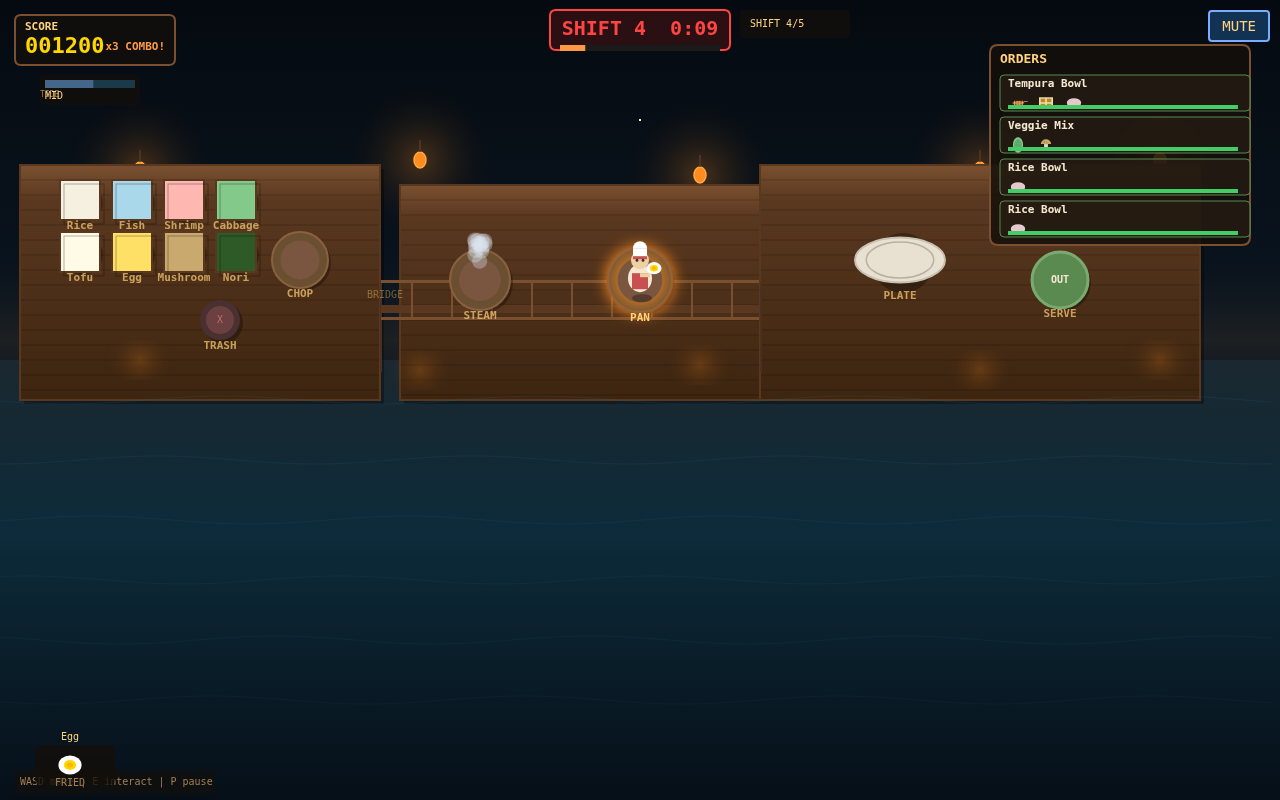 SCORE
001200 x3 COMBO!
SHIFT 4 0:09
SHIFT 4/5
MUTE
MID
ORDERS
Tempura Bowl
Veggie Mix
Rice Bowl
Rice Bowl
Rice Fish Shrimp Cabbage
Tofu Egg Mushroom Nori
CHOP
X
TRASH
BRIDGE
STEAM
PAN
PLATE
OUT
SERVE
Egg
FRIED
E interact | P pause